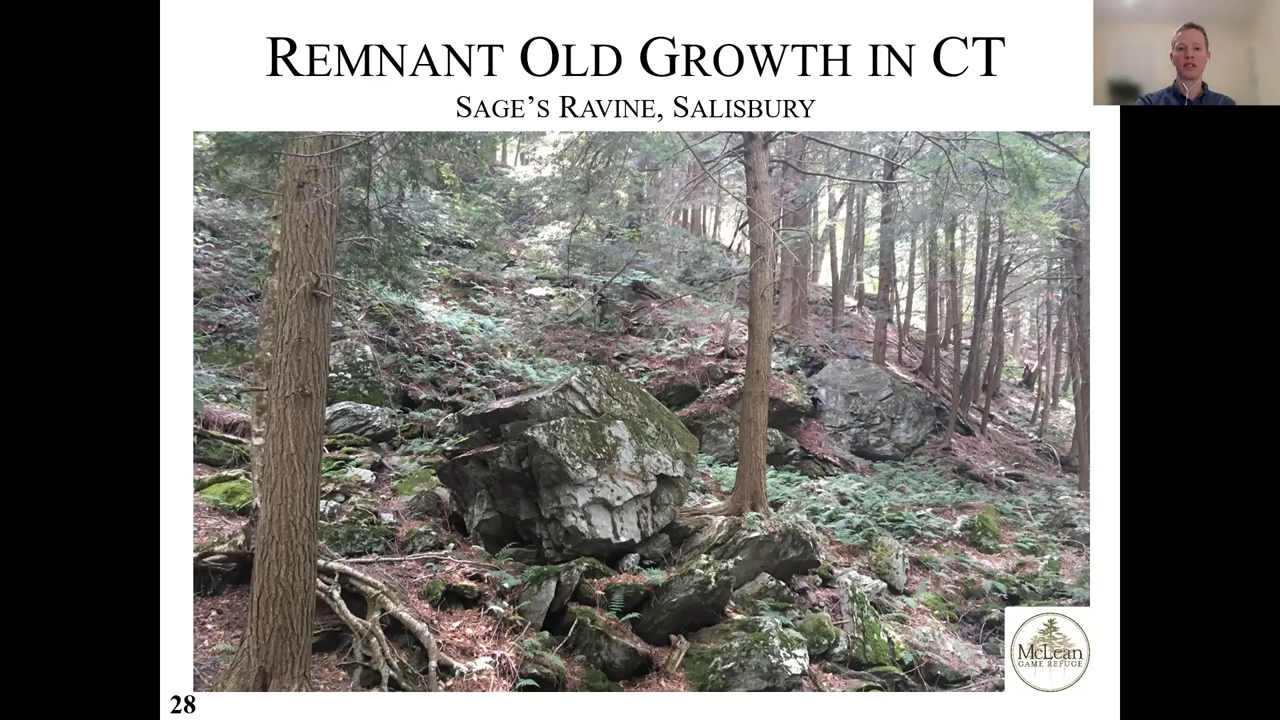 REMNANT OLD GROWTH IN CT
SAGE'S RAVINE, SALISBURY
McLean
GAME REFUGE
28